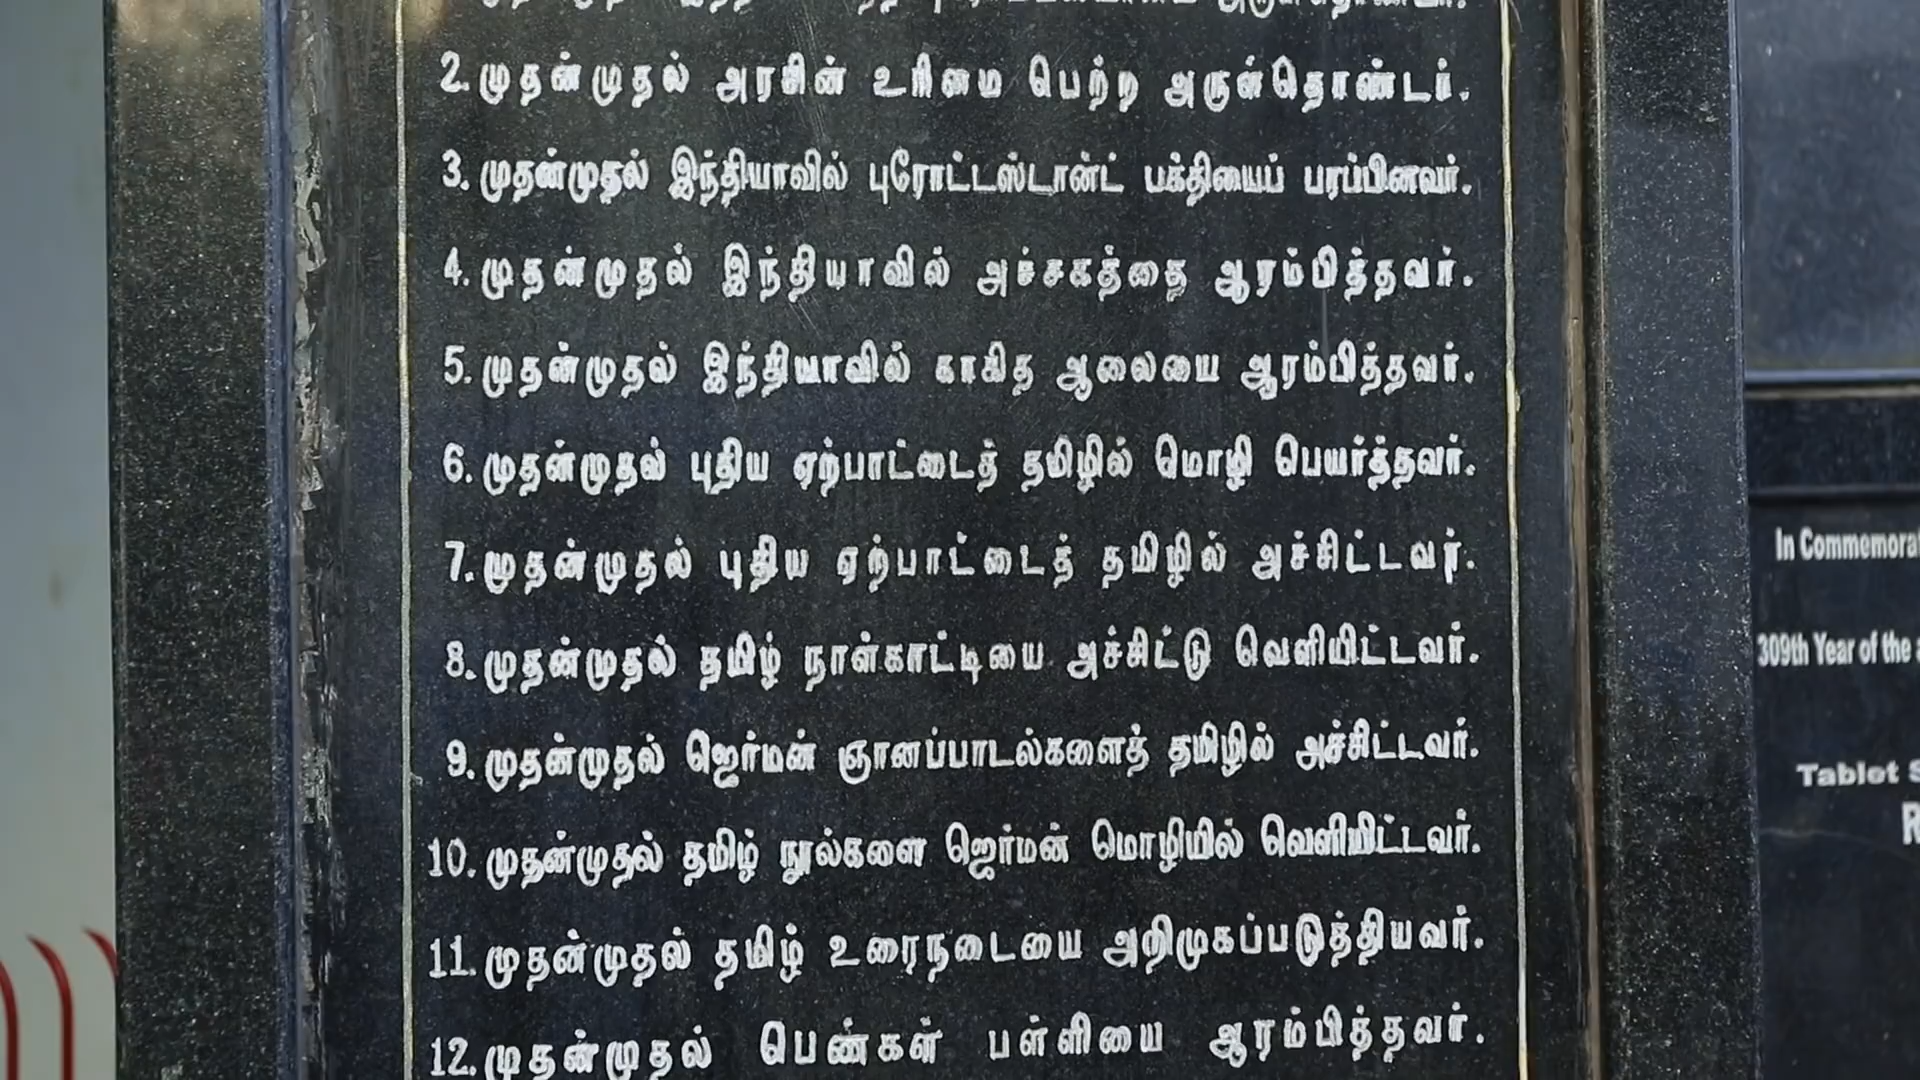 2. முதன்முதல் அரசின் உரிமை பெற்ற அருள்தொண்டர்.
3. முதன்முதல் இந்தியாவில் புரோட்டஸ்டான்ட் பக்தியைப் பரப்பினவர்.
4. முதன்முதல் இந்தியாவில் அச்சகத்தை ஆரம்பித்தவர்.
5. முதன்முதல் இந்தியாவில் காகித ஆலையை ஆரம்பித்தவர்.
6. முதன்முதல் புதிய ஏற்பாட்டைத் தமிழில் மொழி பெயர்த்தவர்.
7. முதன்முதல் புதிய ஏற்பாட்டைத் தமிழில் அச்சிட்டவர்.
8. முதன்முதல் தமிழ் நாள்காட்டியை அச்சிட்டு வெளியிட்டவர்.
9. முதன்முதல் ஜெர்மன் ஞானப்பாடல்களைத் தமிழில் அச்சிட்டவர்.
10. முதன்முதல் தமிழ் நூல்களை ஜெர்மன் மொழியில் வெளியிட்டவர்.
11. முதன்முதல் தமிழ் உரைநடையை அறிமுகப்படுத்தியவர்.
12. முதன்முதல் பெண்கள் பள்ளியை ஆரம்பித்தவர்.
In Commemorat
309th Year of the
Tablet